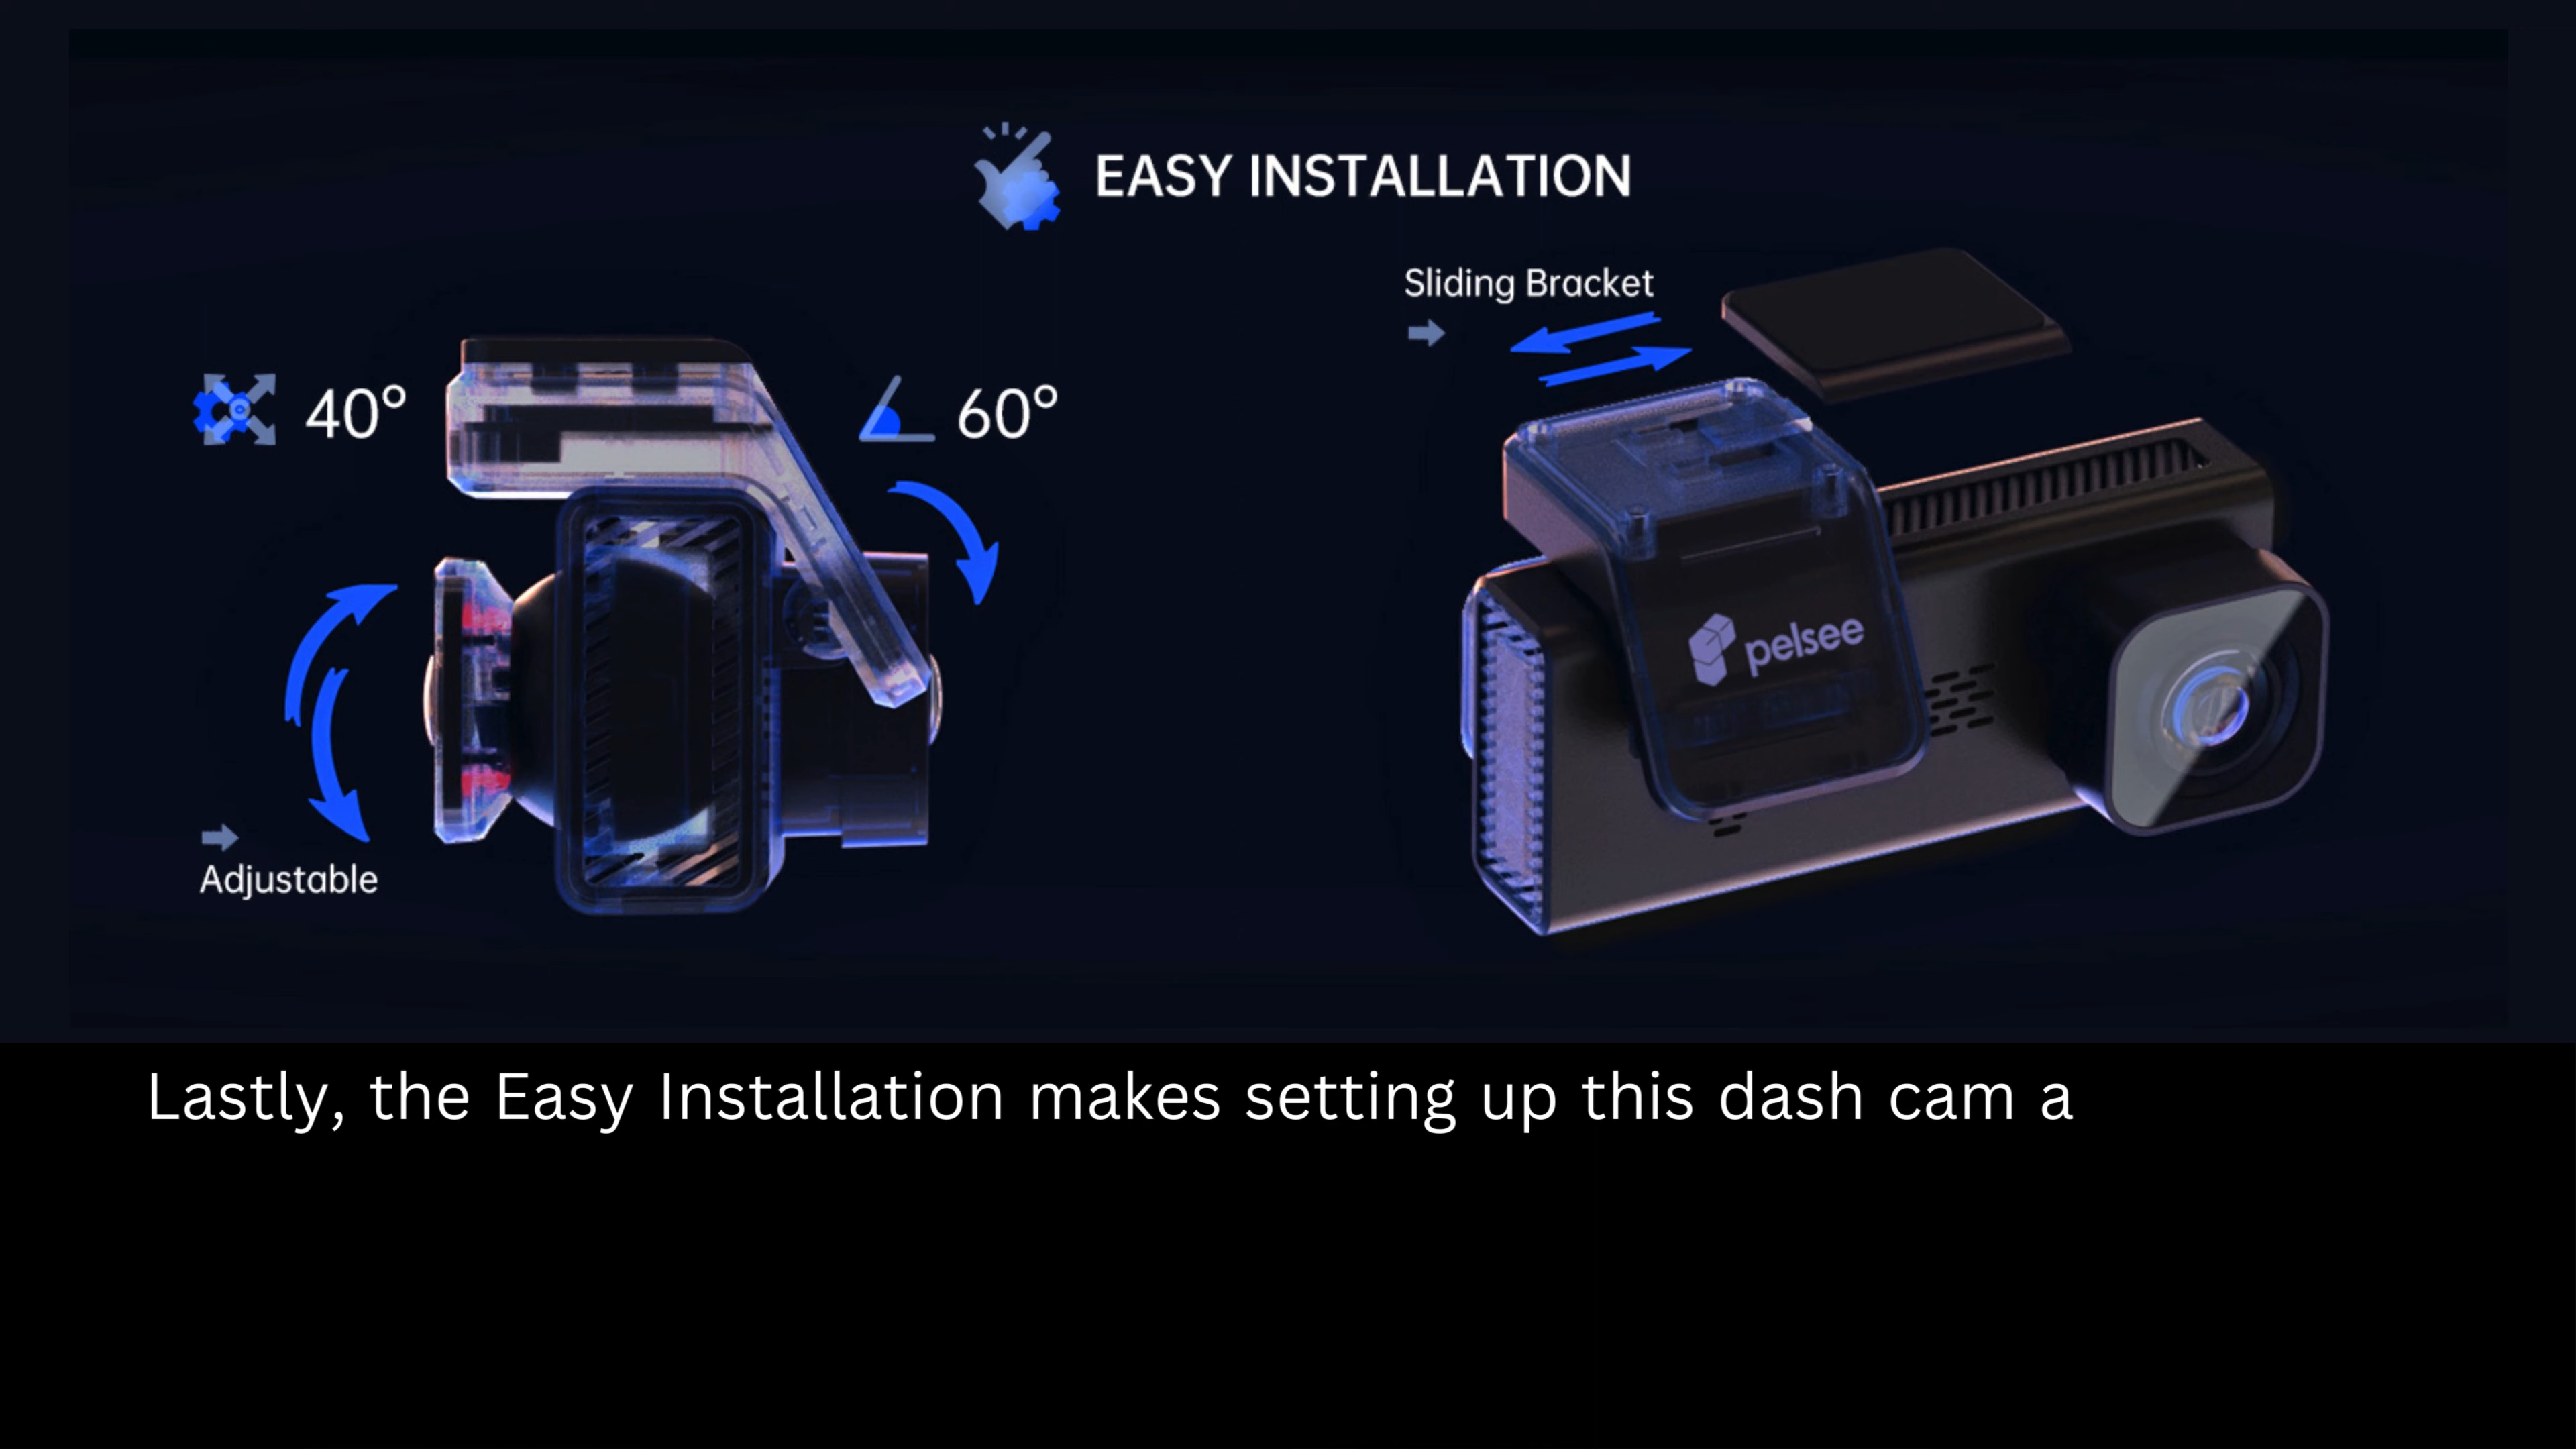 EASY INSTALLATION
Sliding Bracket
40°
60°
pelsee
Adjustable
Lastly, the Easy Installation makes setting up this dash cam a